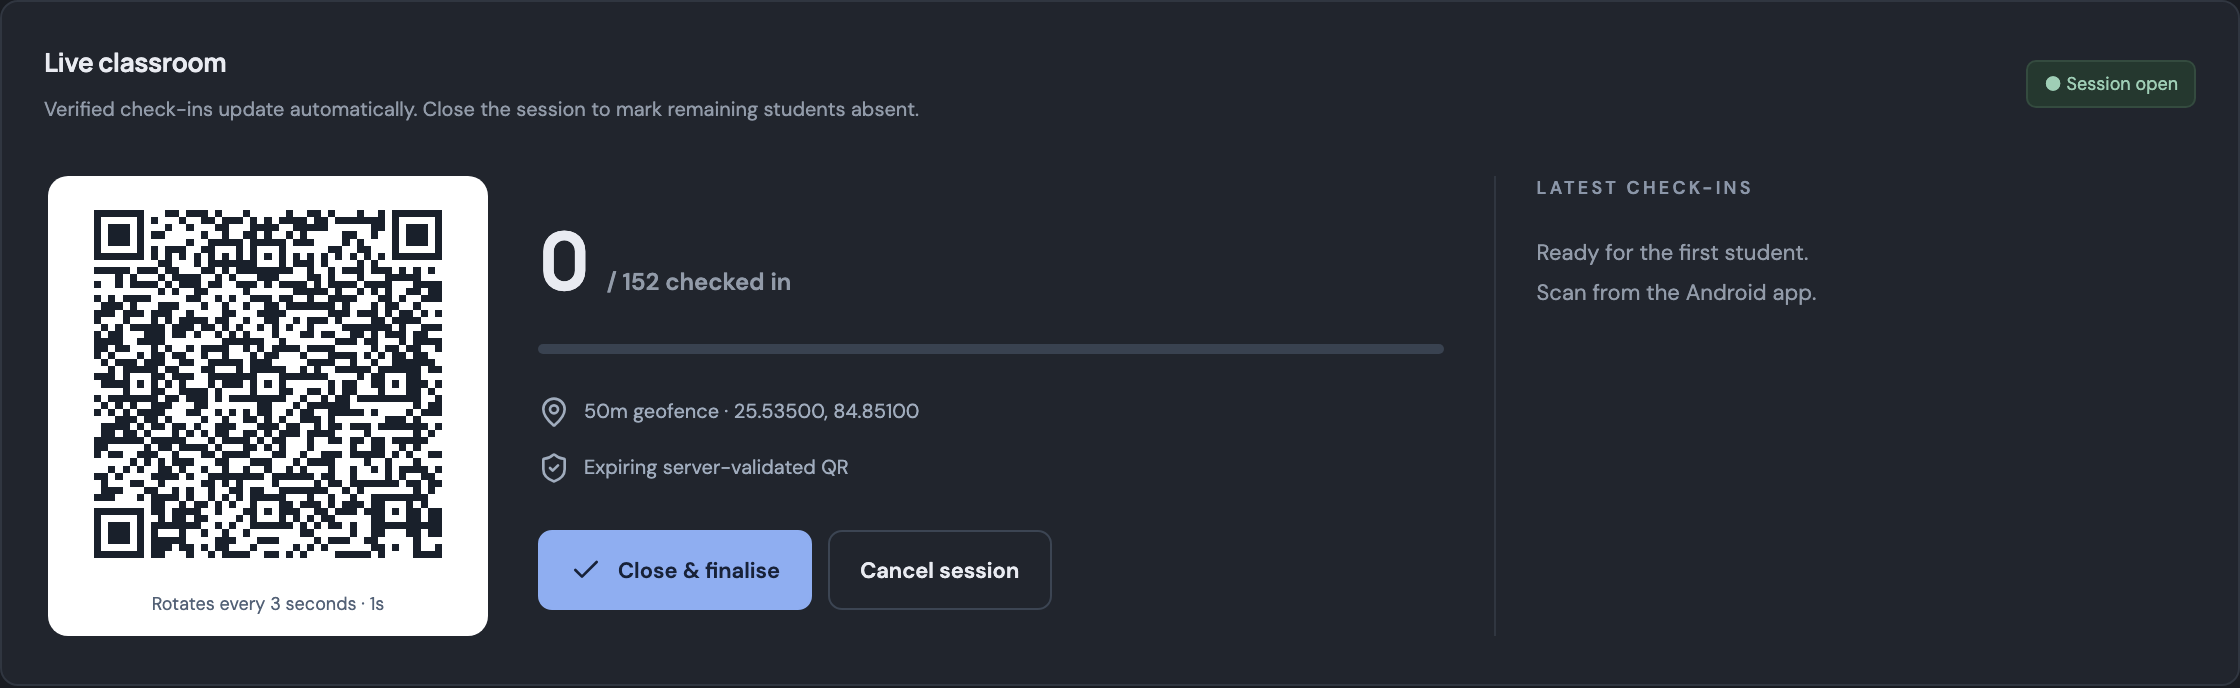 Live classroom
Verified check-ins update automatically. Close the session to mark remaining students absent.
Session open
Rotates every 3 seconds · 1s
0 / 152 checked in
50m geofence · 25.53500, 84.85100
Expiring server-validated QR
Close & finalise
Cancel session
LATEST CHECK-INS
Ready for the first student.
Scan from the Android app.